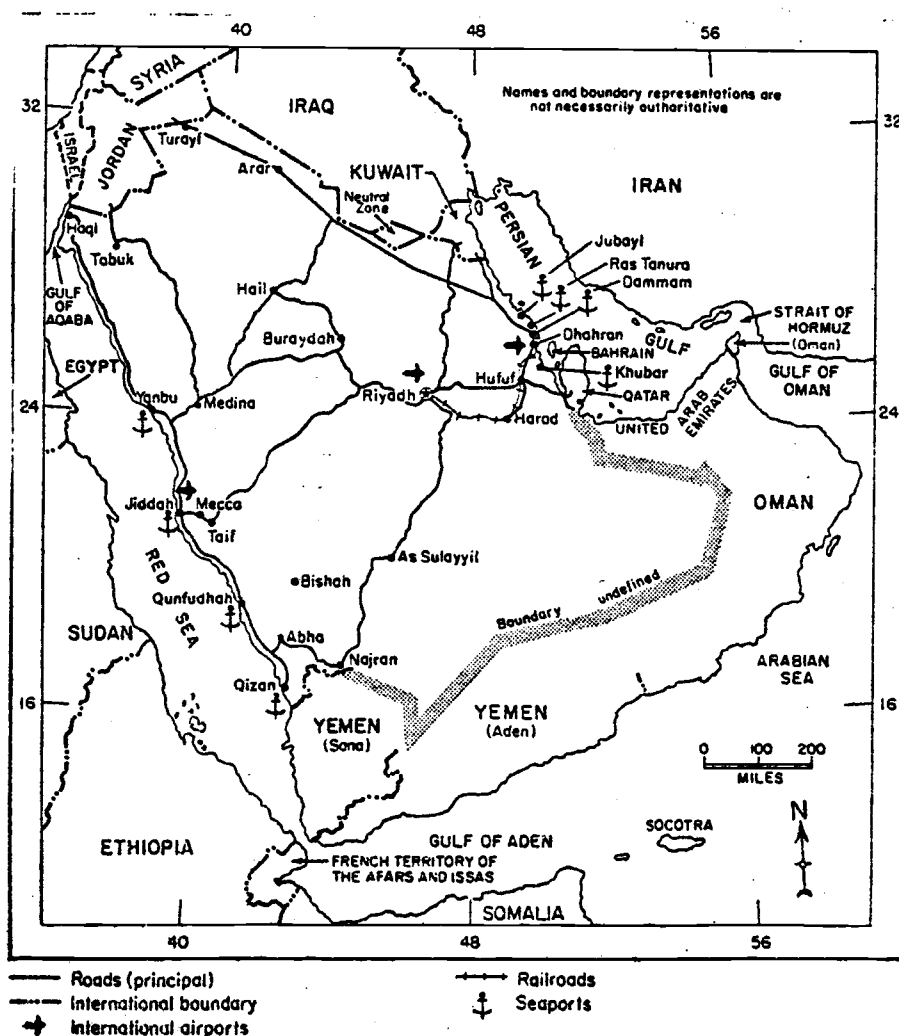 40
48
56
32
SYRIA
IRAQ
Names and boundary representations are
not necessarily authoritative
32
ISRAEL
JORDAN
Turayf
Arar
KUWAIT
Neutral
Zone
IRAN
PERSIAN
GULF
Haql
Tabuk
Jubayl
Ras Tanura
Dammam
GULF
OF
AQABA
Hail
STRAIT OF
HORMUZ
(Oman)
Buraydah
Dhahran
BAHRAIN
EGYPT
Khubar
GULF OF
OMAN
Hufuf
Riyadh
QATAR
Yanbu
Medina
24
Harad
UNITED
ARAB
EMIRATES
24
Jiddah
Mecca
Taif
OMAN
RED
SEA
As Sulayyil
Bishah
Qunfudhah
Boundary undefined
SUDAN
Abha
Najran
ARABIAN
SEA
Qizan
16
YEMEN
(Sana)
YEMEN
(Aden)
16
0 100 200
MILES
N
ETHIOPIA
GULF OF ADEN
SOCOTRA
FRENCH TERRITORY OF
THE AFARS AND ISSAS
SOMALIA
40
48
56
Roads (principal)
International boundary
International airports
Railroads
Seaports